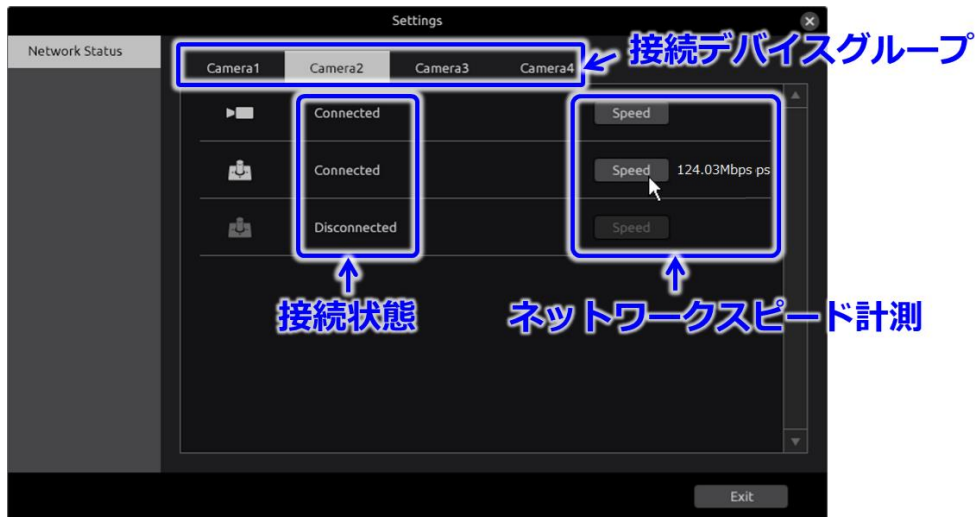 Settings
接続デバイスグループ
Network Status
Camera1 Camera2 Camera3 Camera4
Connected Speed
Connected Speed 124.03Mbps ps
Disconnected Speed
接続状態 ネットワークスピード計測
Exit